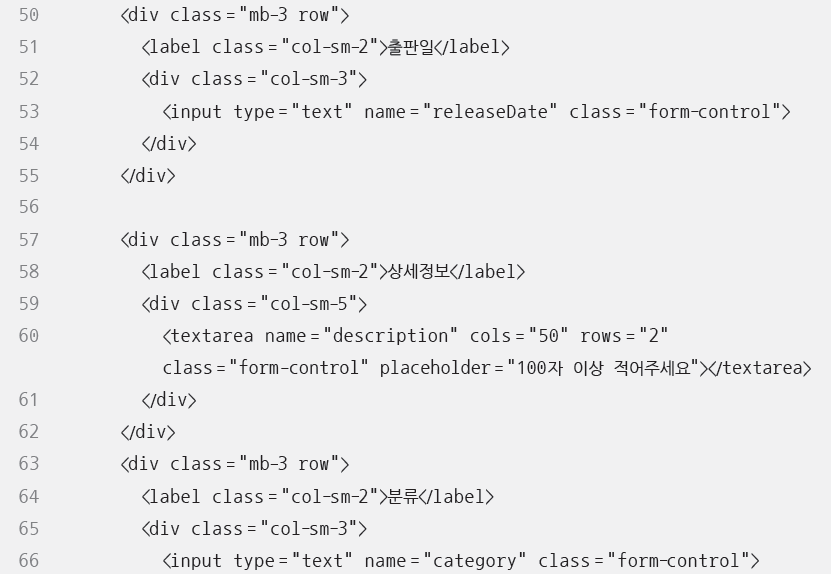 50 <div class="mb-3 row">
51 <label class="col-sm-2">출판일</label>
52 <div class="col-sm-3">
53 <input type="text" name="releaseDate" class="form-control">
54 </div>
55 </div>
56
57 <div class="mb-3 row">
58 <label class="col-sm-2">상세정보</label>
59 <div class="col-sm-5">
60 <textarea name="description" cols="50" rows="2"
class="form-control" placeholder="100자 이상 적어주세요"></textarea>
61 </div>
62 </div>
63 <div class="mb-3 row">
64 <label class="col-sm-2">분류</label>
65 <div class="col-sm-3">
66 <input type="text" name="category" class="form-control">